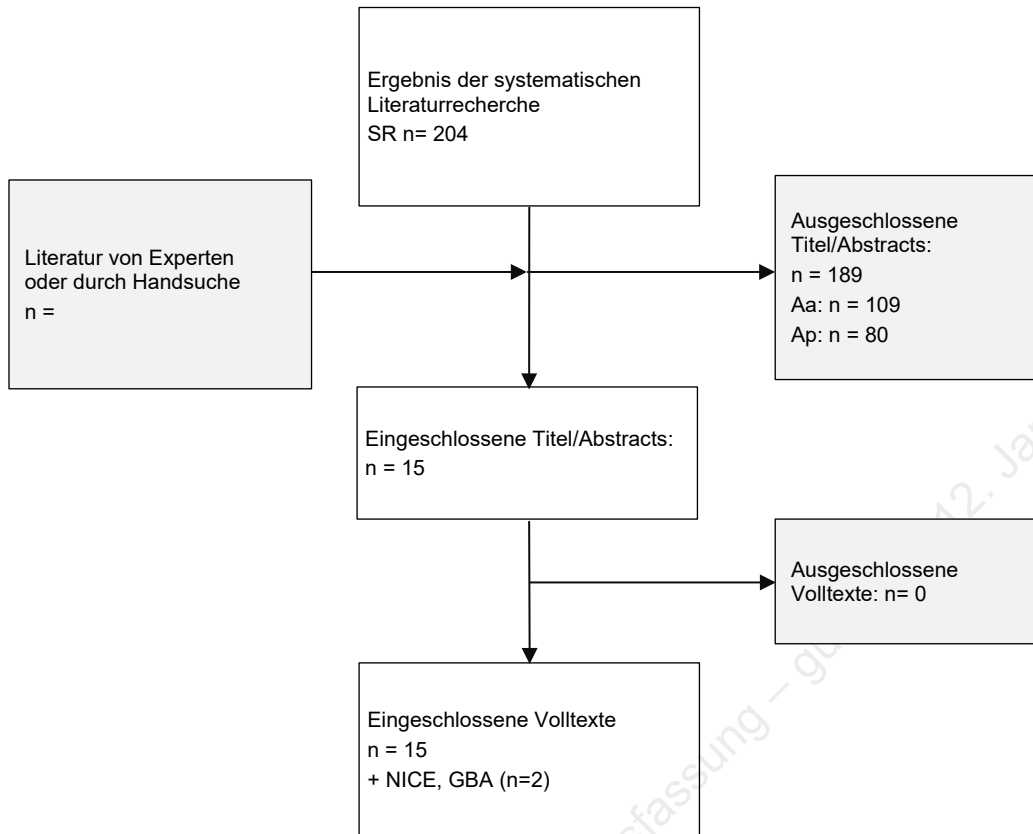 Ergebnis der systematischen
Literaturrecherche
SR n= 204
Literatur von Experten
oder durch Handsuche
n =
Ausgeschlossene
Titel/Abstracts:
n = 189
Aa: n = 109
Ap: n = 80
Eingeschlossene Titel/Abstracts:
n = 15
Ausgeschlossene
Volltexte: n= 0
Eingeschlossene Volltexte
n = 15
+ NICE, GBA (n=2)